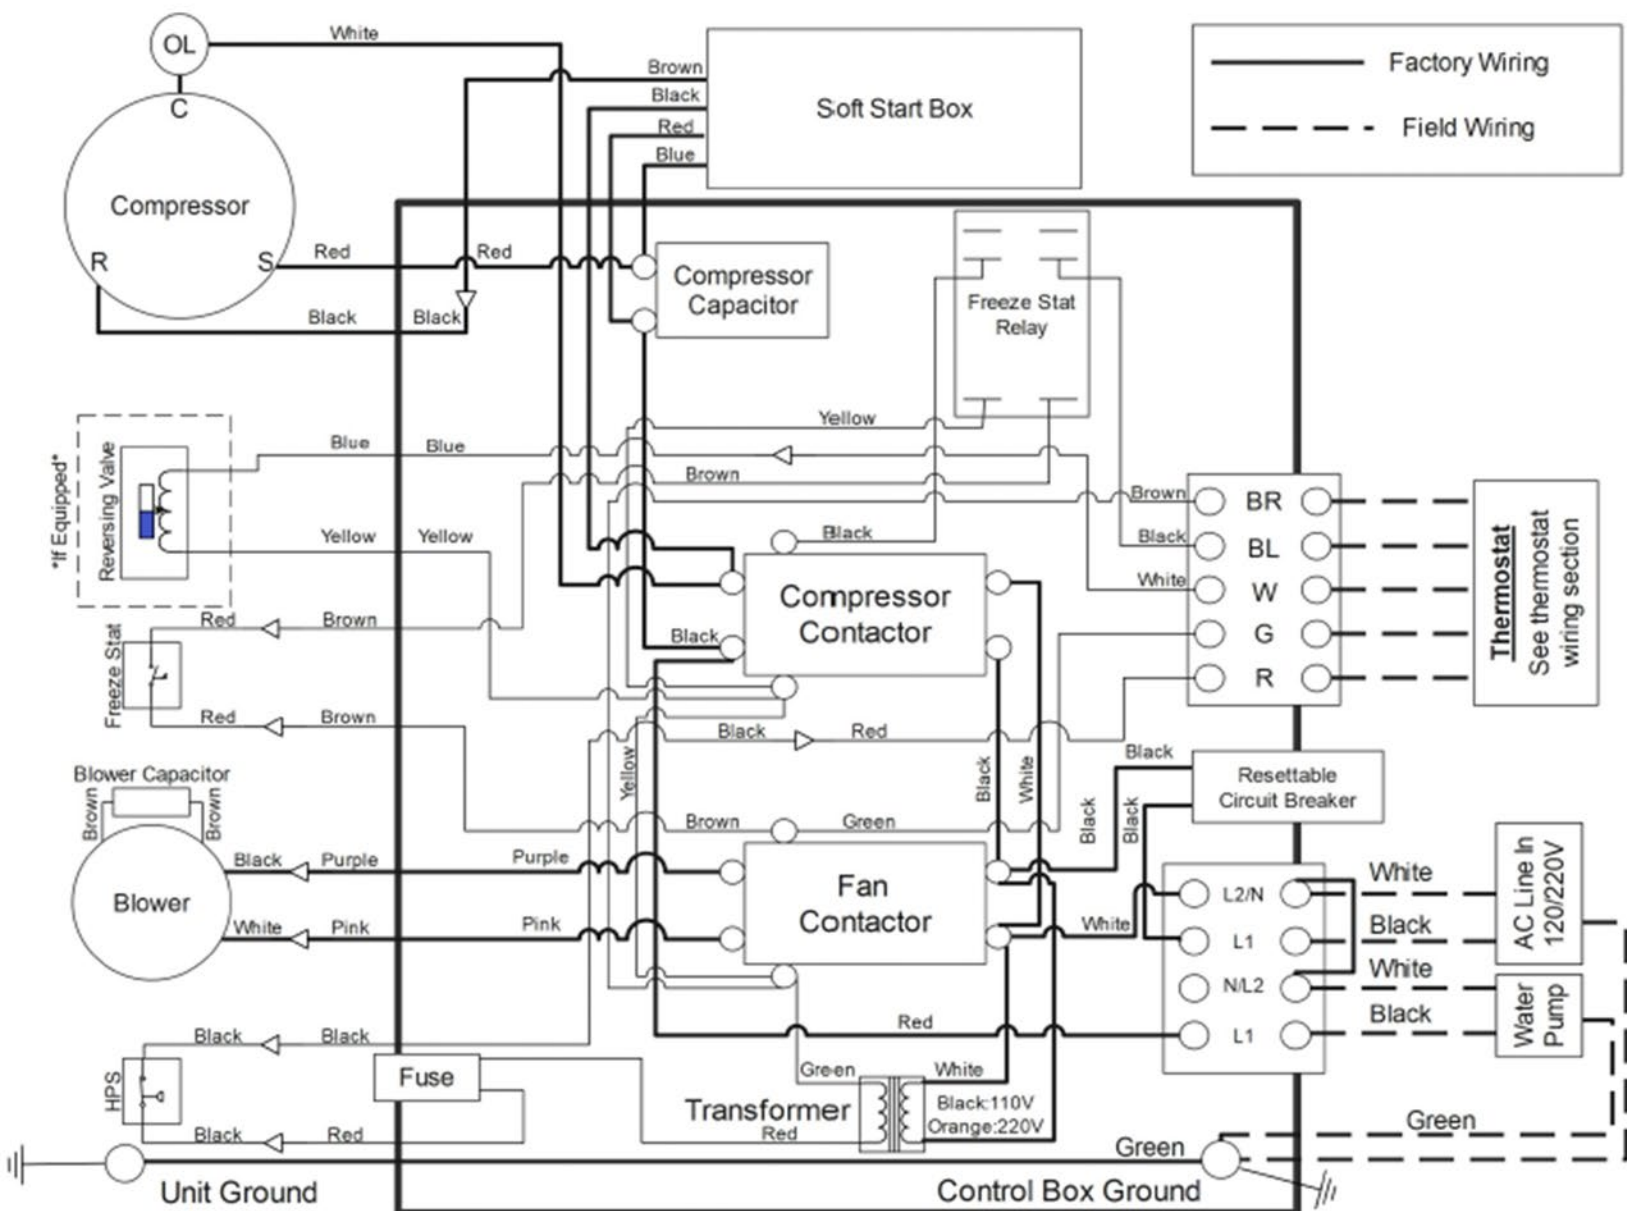 OL
White
C
Compressor
R
S
Red
Red
Black
Black
Brown
Black
Red
Blue
Soft Start Box
Factory Wiring
Field Wiring
Compressor
Capacitor
Freeze Stat
Relay
*If Equipped*
Reversing Valve
Blue
Blue
Yellow
Yellow
Yellow
Brown
Black
Compressor
Contactor
Black
Brown
Black
White
BR
BL
W
G
R
Thermostat
See thermostat
wiring section
Freeze Stat
Red
Brown
Red
Brown
Black
Red
Yellow
Black
White
Black
Black
Black
Resettable
Circuit Breaker
Blower Capacitor
Brown
Brown
Blower
Black
Purple
Purple
White
Pink
Pink
Brown
Green
Fan
Contactor
White
L2/N
L1
N/L2
L1
White
Black
White
Black
AC Line In
120/220V
Water
Pump
Red
HPS
Black
Black
Black
Red
Fuse
Green
White
Transformer
Red
Black:110V
Orange:220V
Green
Green
Unit Ground
Control Box Ground